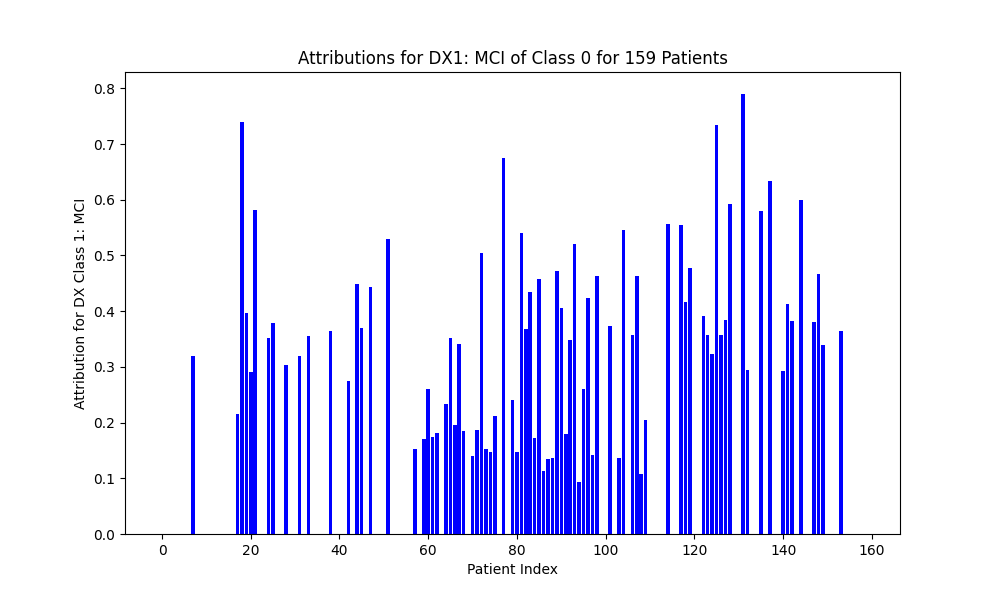 Attributions for DX1: MCI of Class 0 for 159 Patients
Attribution for DX Class 1: MCI
0.8
0.7
0.6
0.5
0.4
0.3
0.2
0.1
0.0
0 20 40 60 80 100 120 140 160
Patient Index